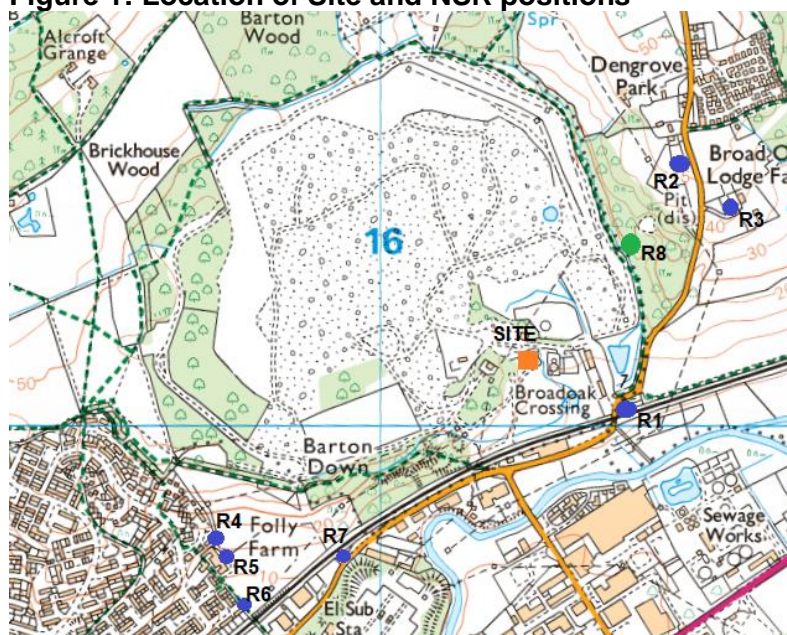 Figure 1: Location of Site and NSR positions
Barton
Wood
Spr
50
Alcroft
Grange
Dengrove
Park
Brickhouse
Wood
R2
Broad O
Lodge Fa
Pit
(dis)
R3
40
30
16
R8
SITE
50
Broadoak
Crossing
7
R1
Barton
Down
R4
Folly
Farm
R5
10
R7
R6
El Sub
Sta
Sewage
Works